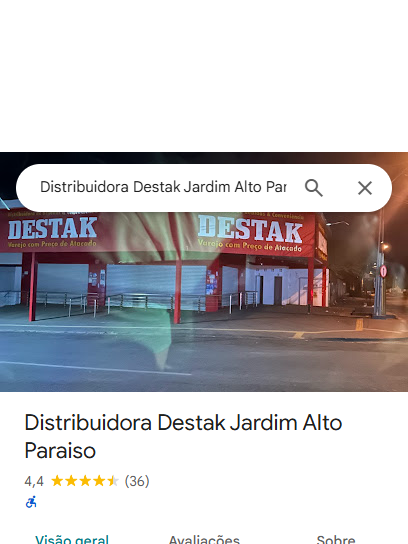 Distribuidora Destak Jardim Alto Par
DESTAK
Varejo com Preço de Atacado
& Conveniencia
DESTAK
Varejo com Preço de Atacado
Distribuidora Destak Jardim Alto
Paraiso
4,4 (36)
Visão geral Avaliações Sobre